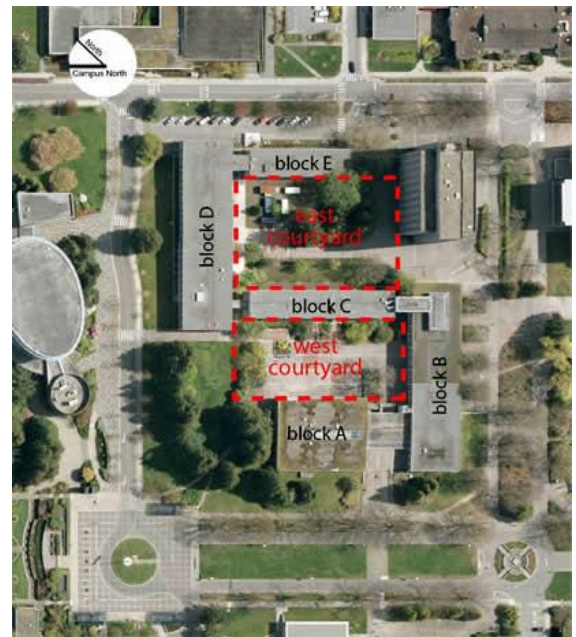 North
Campus North
block E
east
courtyard
block D
block C
west
courtyard
block B
block A